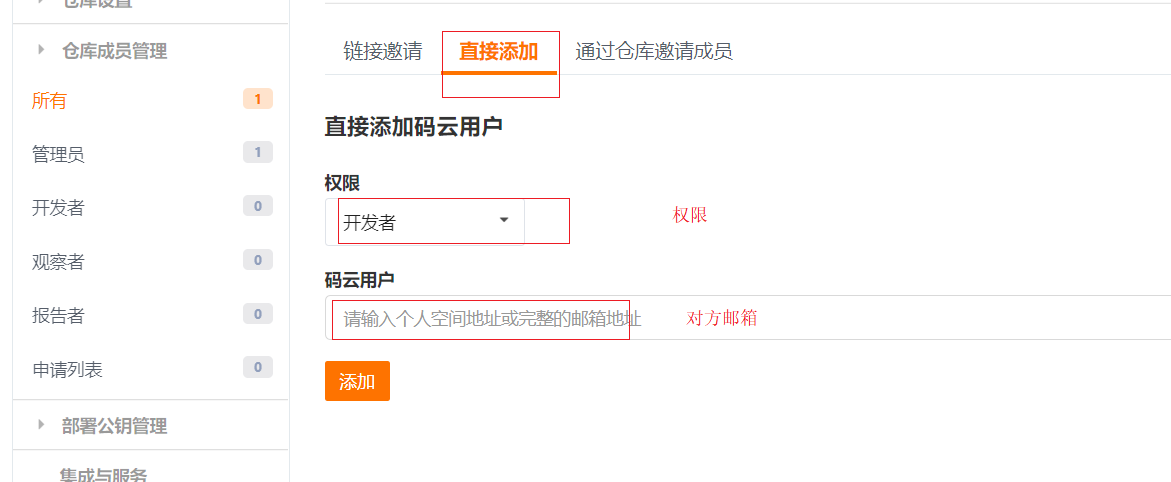 仓库设置
仓库成员管理
所有 1
管理员 1
开发者 0
观察者 0
报告者 0
申请列表 0
部署公钥管理
集成与服务
链接邀请 直接添加 通过仓库邀请成员
直接添加码云用户
权限
开发者 权限
码云用户
请输入个人空间地址或完整的邮箱地址 对方邮箱
添加